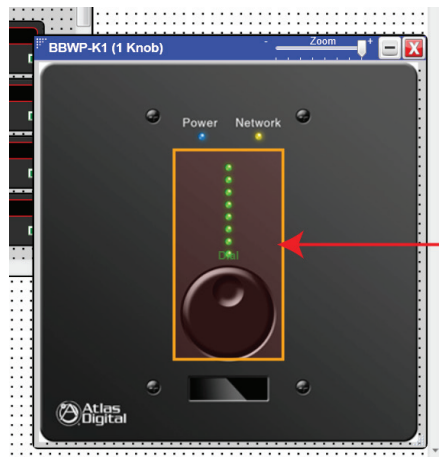 BBWP-K1 (1 Knob)
- Zoom +
X
Power Network
Dial
Atlas
Digital